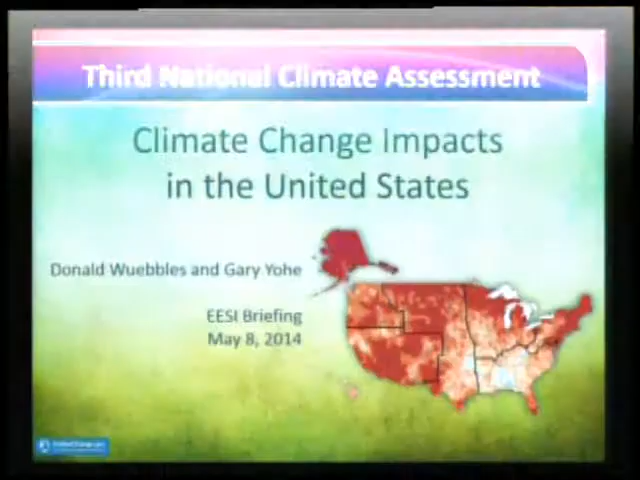 Third National Climate Assessment
Climate Change Impacts
in the United States
Donald Wuebbles and Gary Yohe
EESI Briefing
May 8, 2014